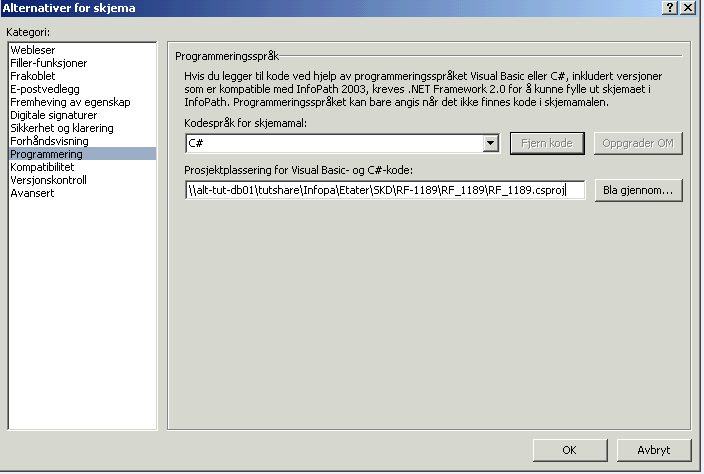 Alternativer for skjema
Kategori:
Webleser
Filler-funksjoner
Frakoblet
E-postvedlegg
Fremheving av egenskap
Digitale signaturer
Sikkerhet og klarering
Forhåndsvisning
Programmering
Kompatibilitet
Versjonskontroll
Avansert
Programmeringsspråk
Hvis du legger til kode ved hjelp av programmeringsspråket Visual Basic eller C#, inkludert versjoner
som er kompatible med InfoPath 2003, kreves .NET Framework 2.0 for å kunne fylle ut skjemaet i
InfoPath. Programmeringsspråket kan bare angis når det ikke finnes kode i skjemamalen.
Kodespråk for skjemamal:
C#
Fjern kode
Oppgrader OM
Prosjektplassering for Visual Basic- og C#-kode:
\\alt-tut-db01\tutshare\Infopa\Etater\SKD\RF-1189\RF_1189\RF_1189.csproj
Bla gjennom...
OK
Avbryt